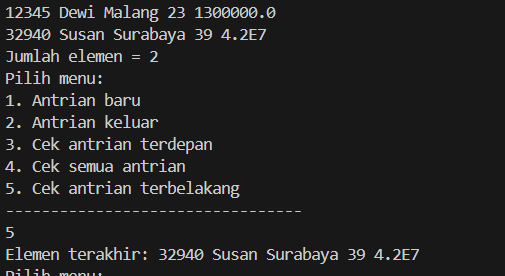 12345 Dewi Malang 23 1300000.0
32940 Susan Surabaya 39 4.2E7
Jumlah elemen = 2
Pilih menu:
1. Antrian baru
2. Antrian keluar
3. Cek antrian terdepan
4. Cek semua antrian
5. Cek antrian terbelakang
---------------------------------
5
Elemen terakhir: 32940 Susan Surabaya 39 4.2E7
Pilih menu: